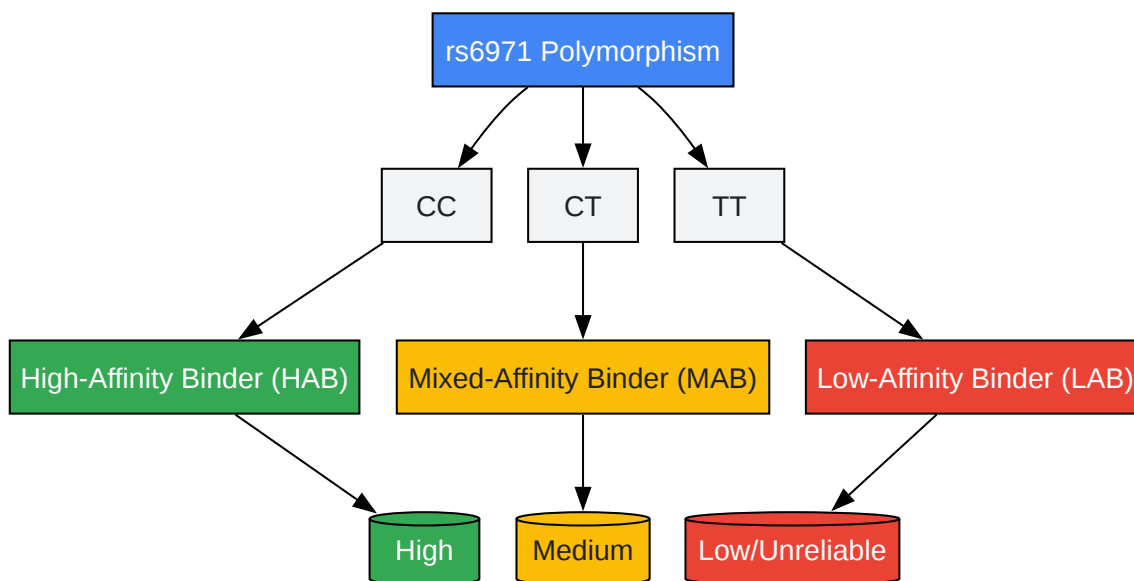 rs6971 Polymorphism
CC
CT
TT
High-Affinity Binder (HAB)
Mixed-Affinity Binder (MAB)
Low-Affinity Binder (LAB)
High
Medium
Low/Unreliable